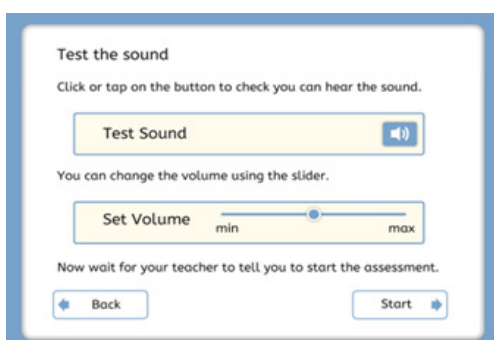 Test the sound
Click or tap on the button to check you can hear the sound.
Test Sound
You can change the volume using the slider.
Set Volume
min max
Now wait for your teacher to tell you to start the assessment.
Back Start